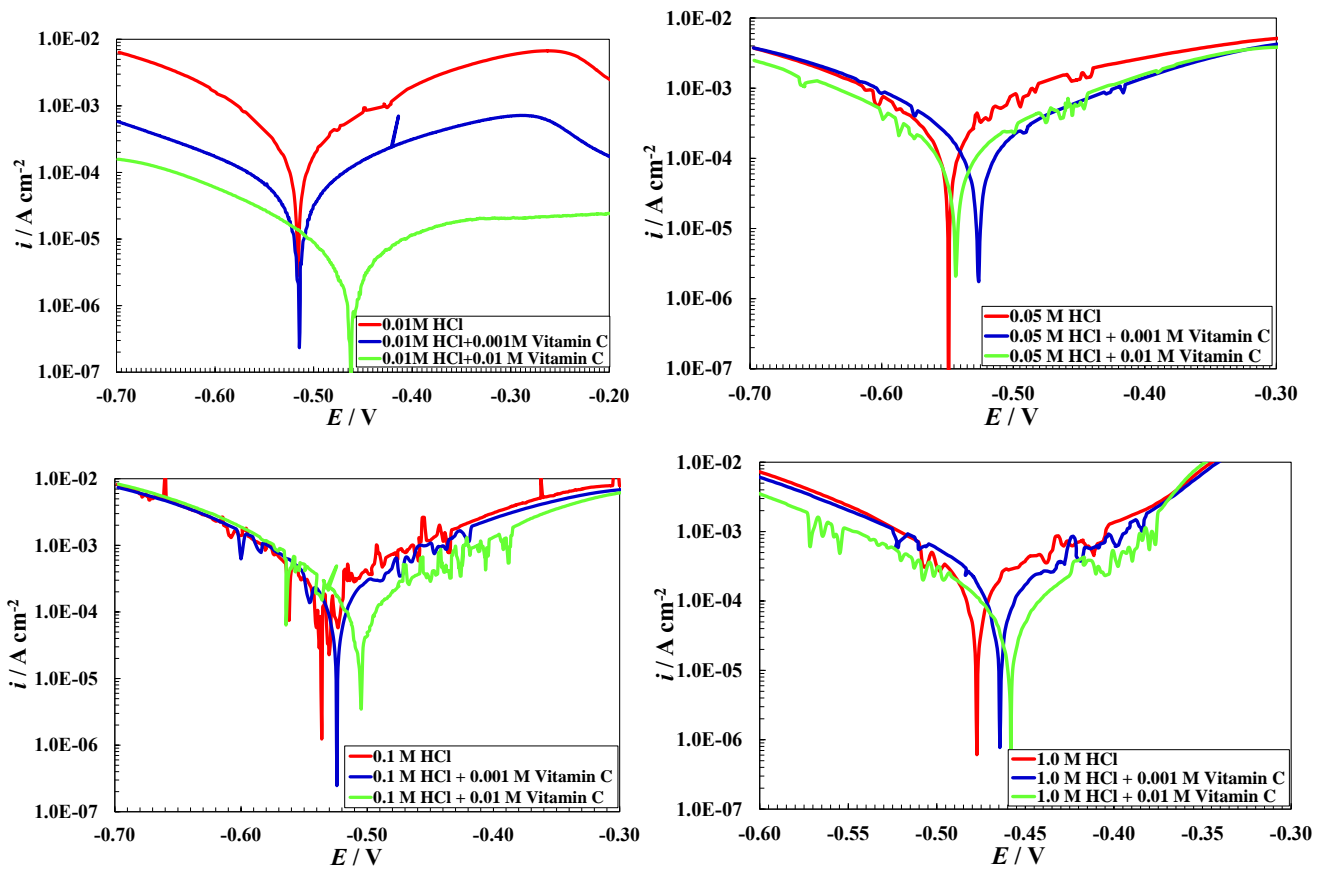 1.0E-02
1.0E-03
1.0E-04
1.0E-05
1.0E-06
1.0E-07
i / A cm-2
-0.70 -0.60 -0.50 -0.40 -0.30 -0.20
E / V
0.01M HCl
0.01M HCl+0.001M Vitamin C
0.01M HCl+0.01 M Vitamin C
1.0E-02
1.0E-03
1.0E-04
1.0E-05
1.0E-06
1.0E-07
i / A cm-2
-0.70 -0.60 -0.50 -0.40 -0.30
E / V
0.05 M HCl
0.05 M HCl + 0.001 M Vitamin C
0.05 M HCl + 0.01 M Vitamin C
1.0E-02
1.0E-03
1.0E-04
1.0E-05
1.0E-06
1.0E-07
i / A cm-2
-0.70 -0.60 -0.50 -0.40 -0.30
E / V
0.1 M HCl
0.1 M HCl + 0.001 M Vitamin C
0.1 M HCl + 0.01 M Vitamin C
1.0E-02
1.0E-03
1.0E-04
1.0E-05
1.0E-06
1.0E-07
i / A cm-2
-0.60 -0.55 -0.50 -0.45 -0.40 -0.35 -0.30
E / V
1.0 M HCl
1.0 M HCl + 0.001 M Vitamin C
1.0 M HCl + 0.01 M Vitamin C